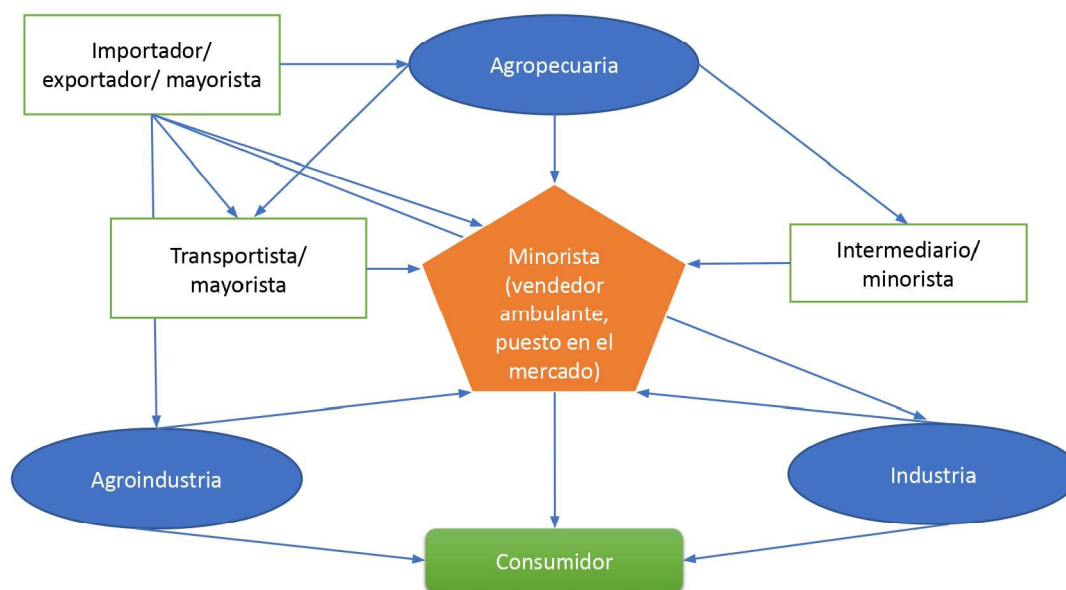 Importador/
exportador/ mayorista
Agropecuaria
Transportista/
mayorista
Minorista
(vendedor
ambulante,
puesto en el
mercado)
Intermediario/
minorista
Agroindustria
Industria
Consumidor